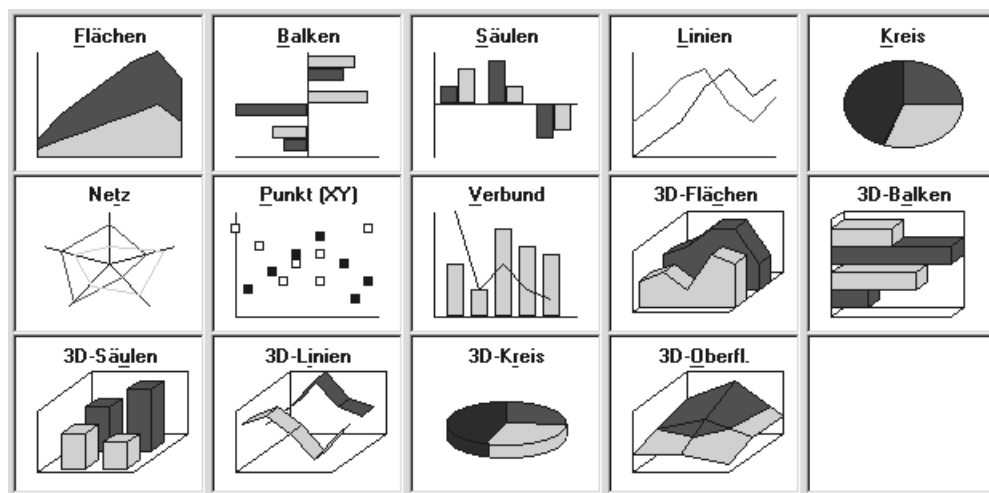 Flächen
Balken
Säulen
Linien
Kreis
Netz
Punkt (XY)
Verbund
3D-Flächen
3D-Balken
3D-Säulen
3D-Linien
3D-Kreis
3D-Oberfl.